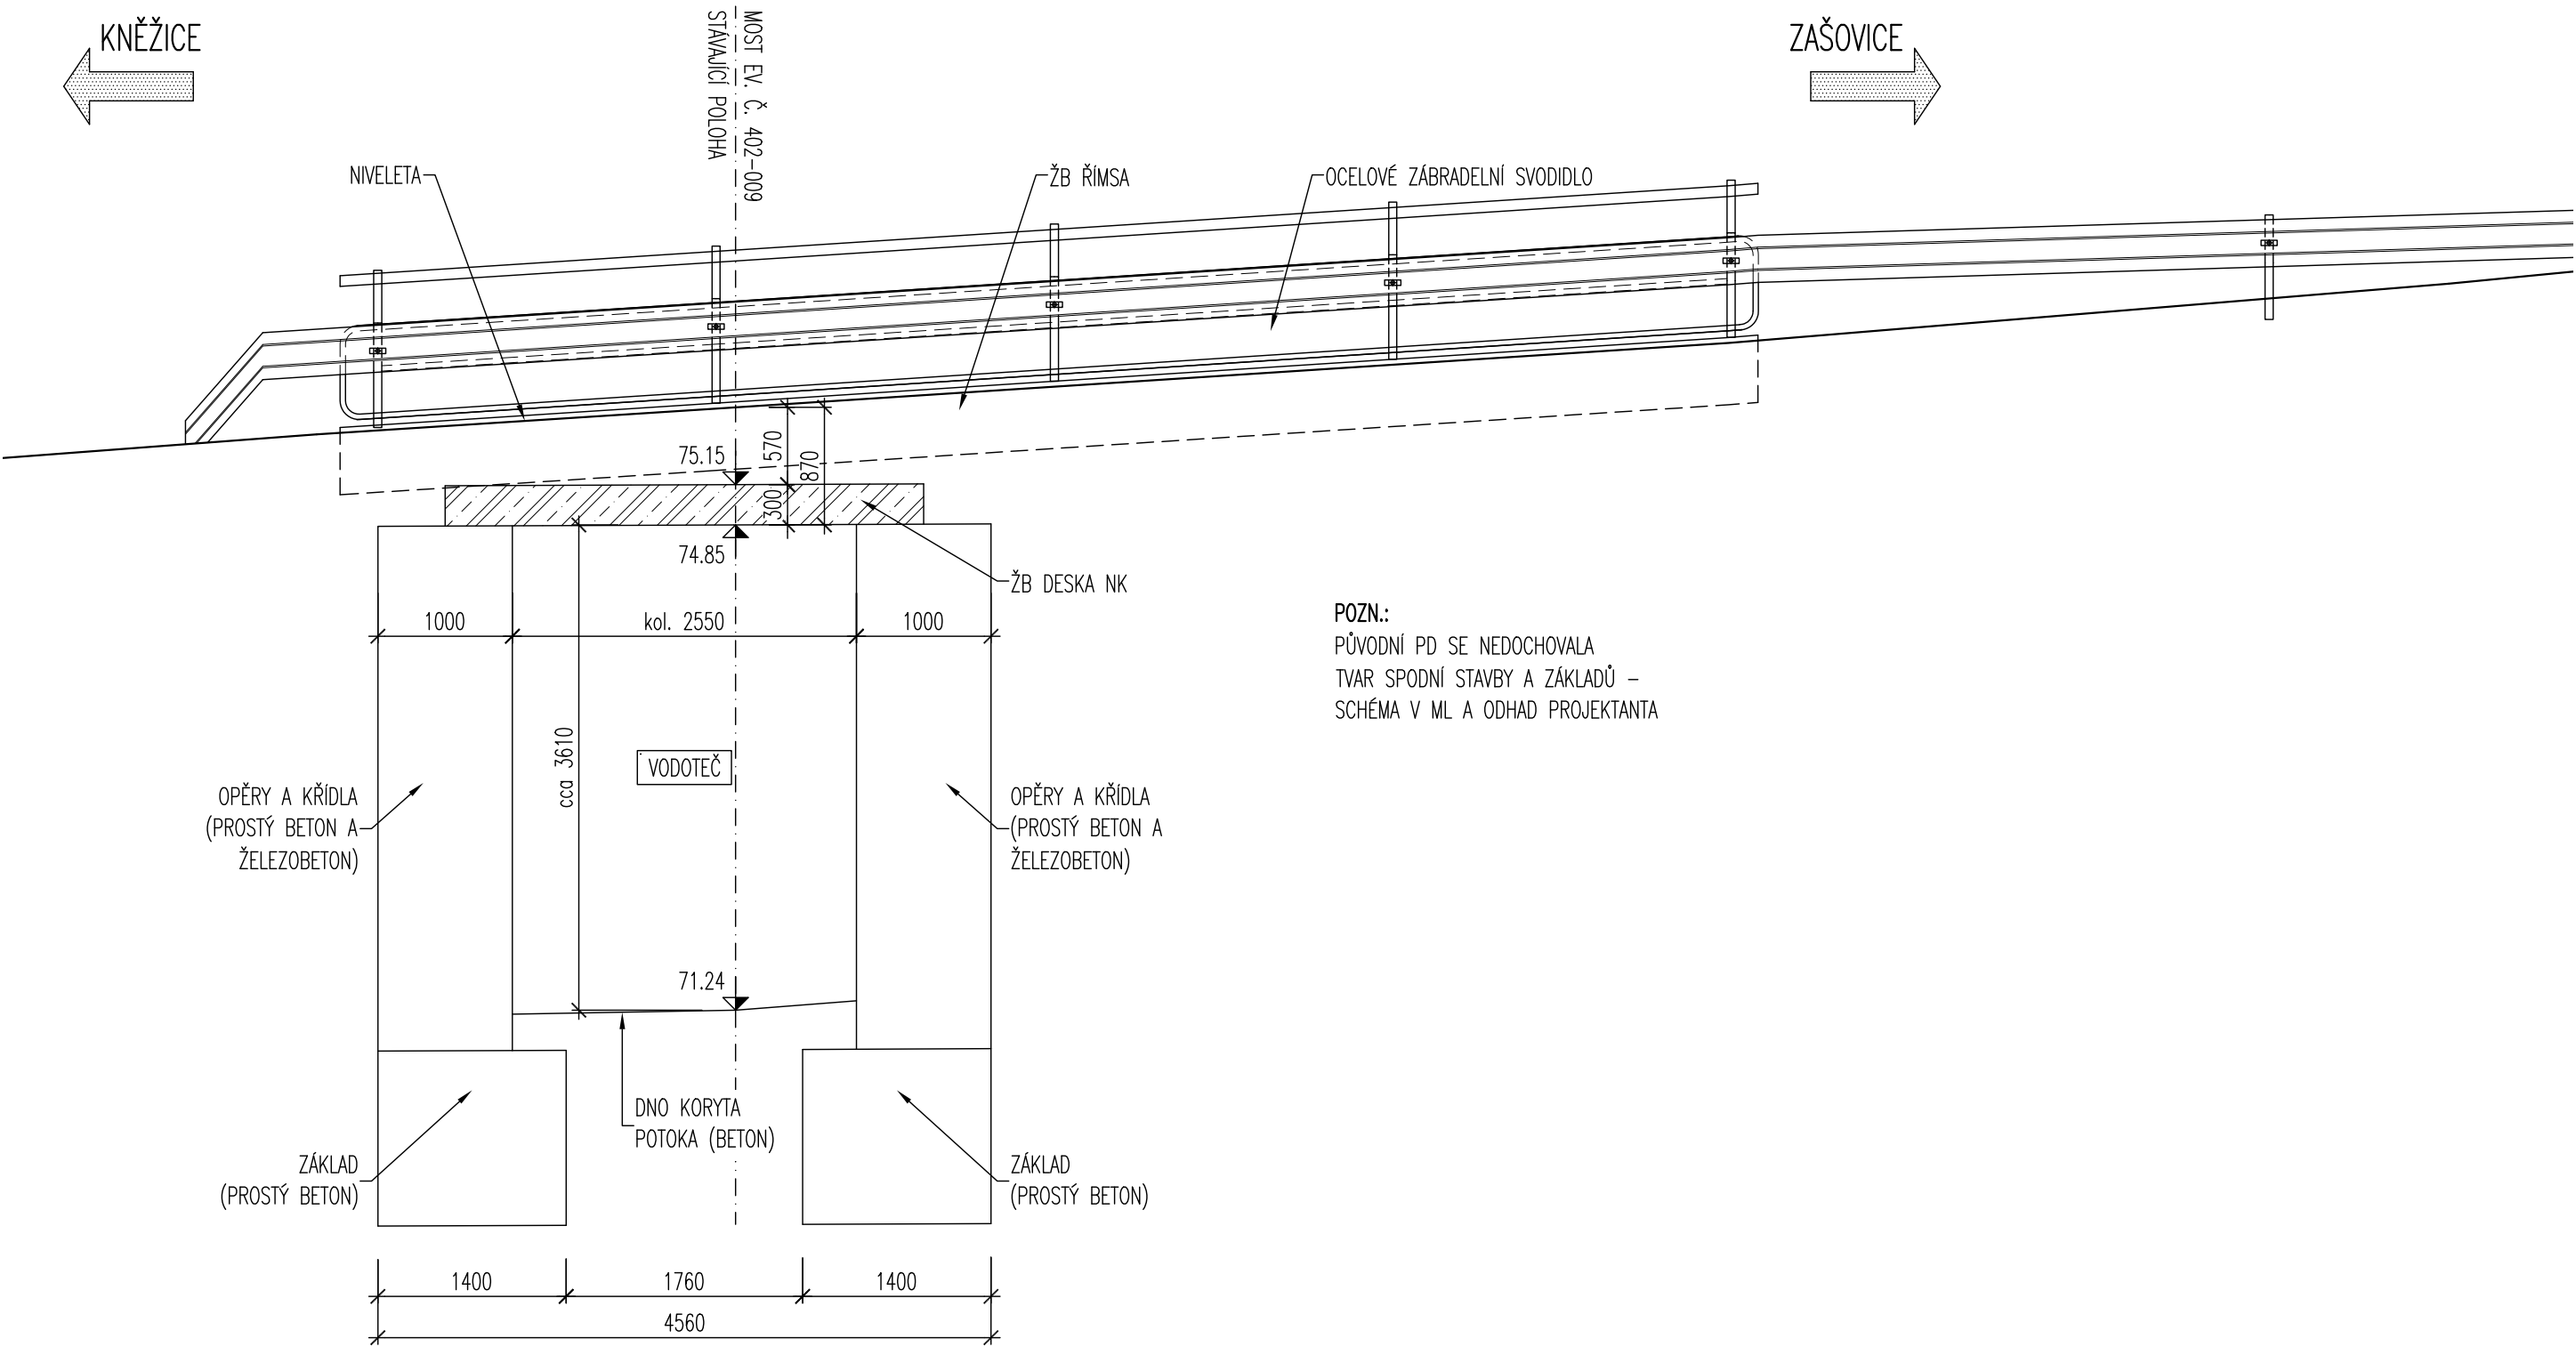 KNĚŽICE
ZAŠOVICE
MOST EV. Č. 402-009
STÁVAJÍCÍ POLOHA
NIVELETA
ŽB ŘÍMSA
OCELOVÉ ZÁBRADELNÍ SVODIDLO
75.15
570
870
300
74.85
ŽB DESKA NK
1000
kol. 2550
1000
POZN.:
PŮVODNÍ PD SE NEDOCHOVALA
TVAR SPODNÍ STAVBY A ZÁKLADŮ –
SCHÉMA V ML A ODHAD PROJEKTANTA
cca 3610
VODOTEČ
OPĚRY A KŘÍDLA
(PROSTÝ BETON A
ŽELEZOBETON)
OPĚRY A KŘÍDLA
(PROSTÝ BETON A
ŽELEZOBETON)
71.24
DNO KORYTA
POTOKA (BETON)
ZÁKLAD
(PROSTÝ BETON)
ZÁKLAD
(PROSTÝ BETON)
1400
1760
1400
4560